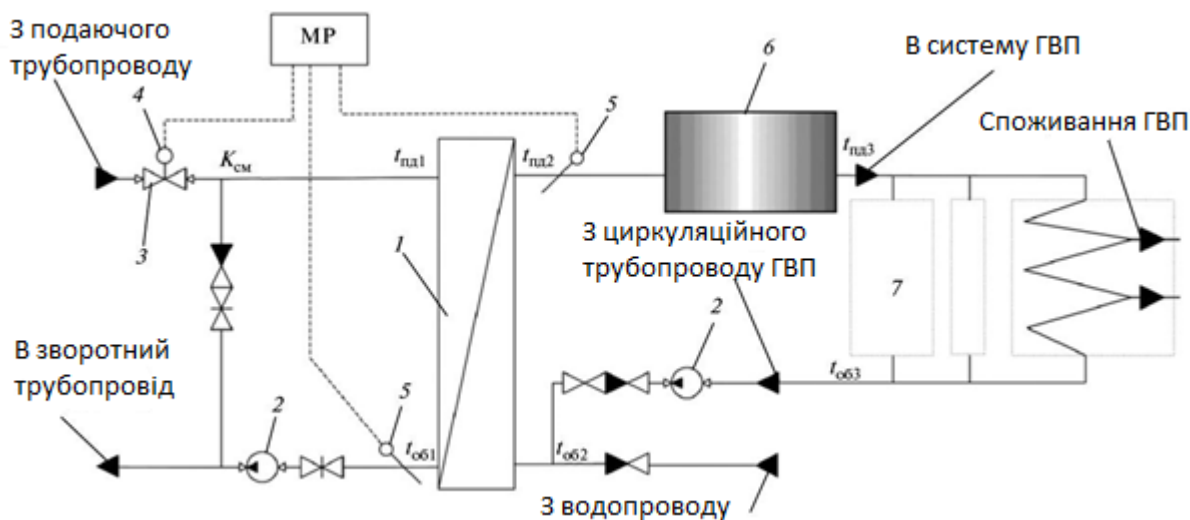 З подаючого
трубопроводу
МР
4
5
6
В систему ГВП
Споживання ГВП
Kсм
tпд1
tпд2
tпд3
3
1
З циркуляційного
трубопроводу ГВП
7
2
В зворотний
трубопровід
2
5
tоб1
tоб2
tоб3
З водопроводу